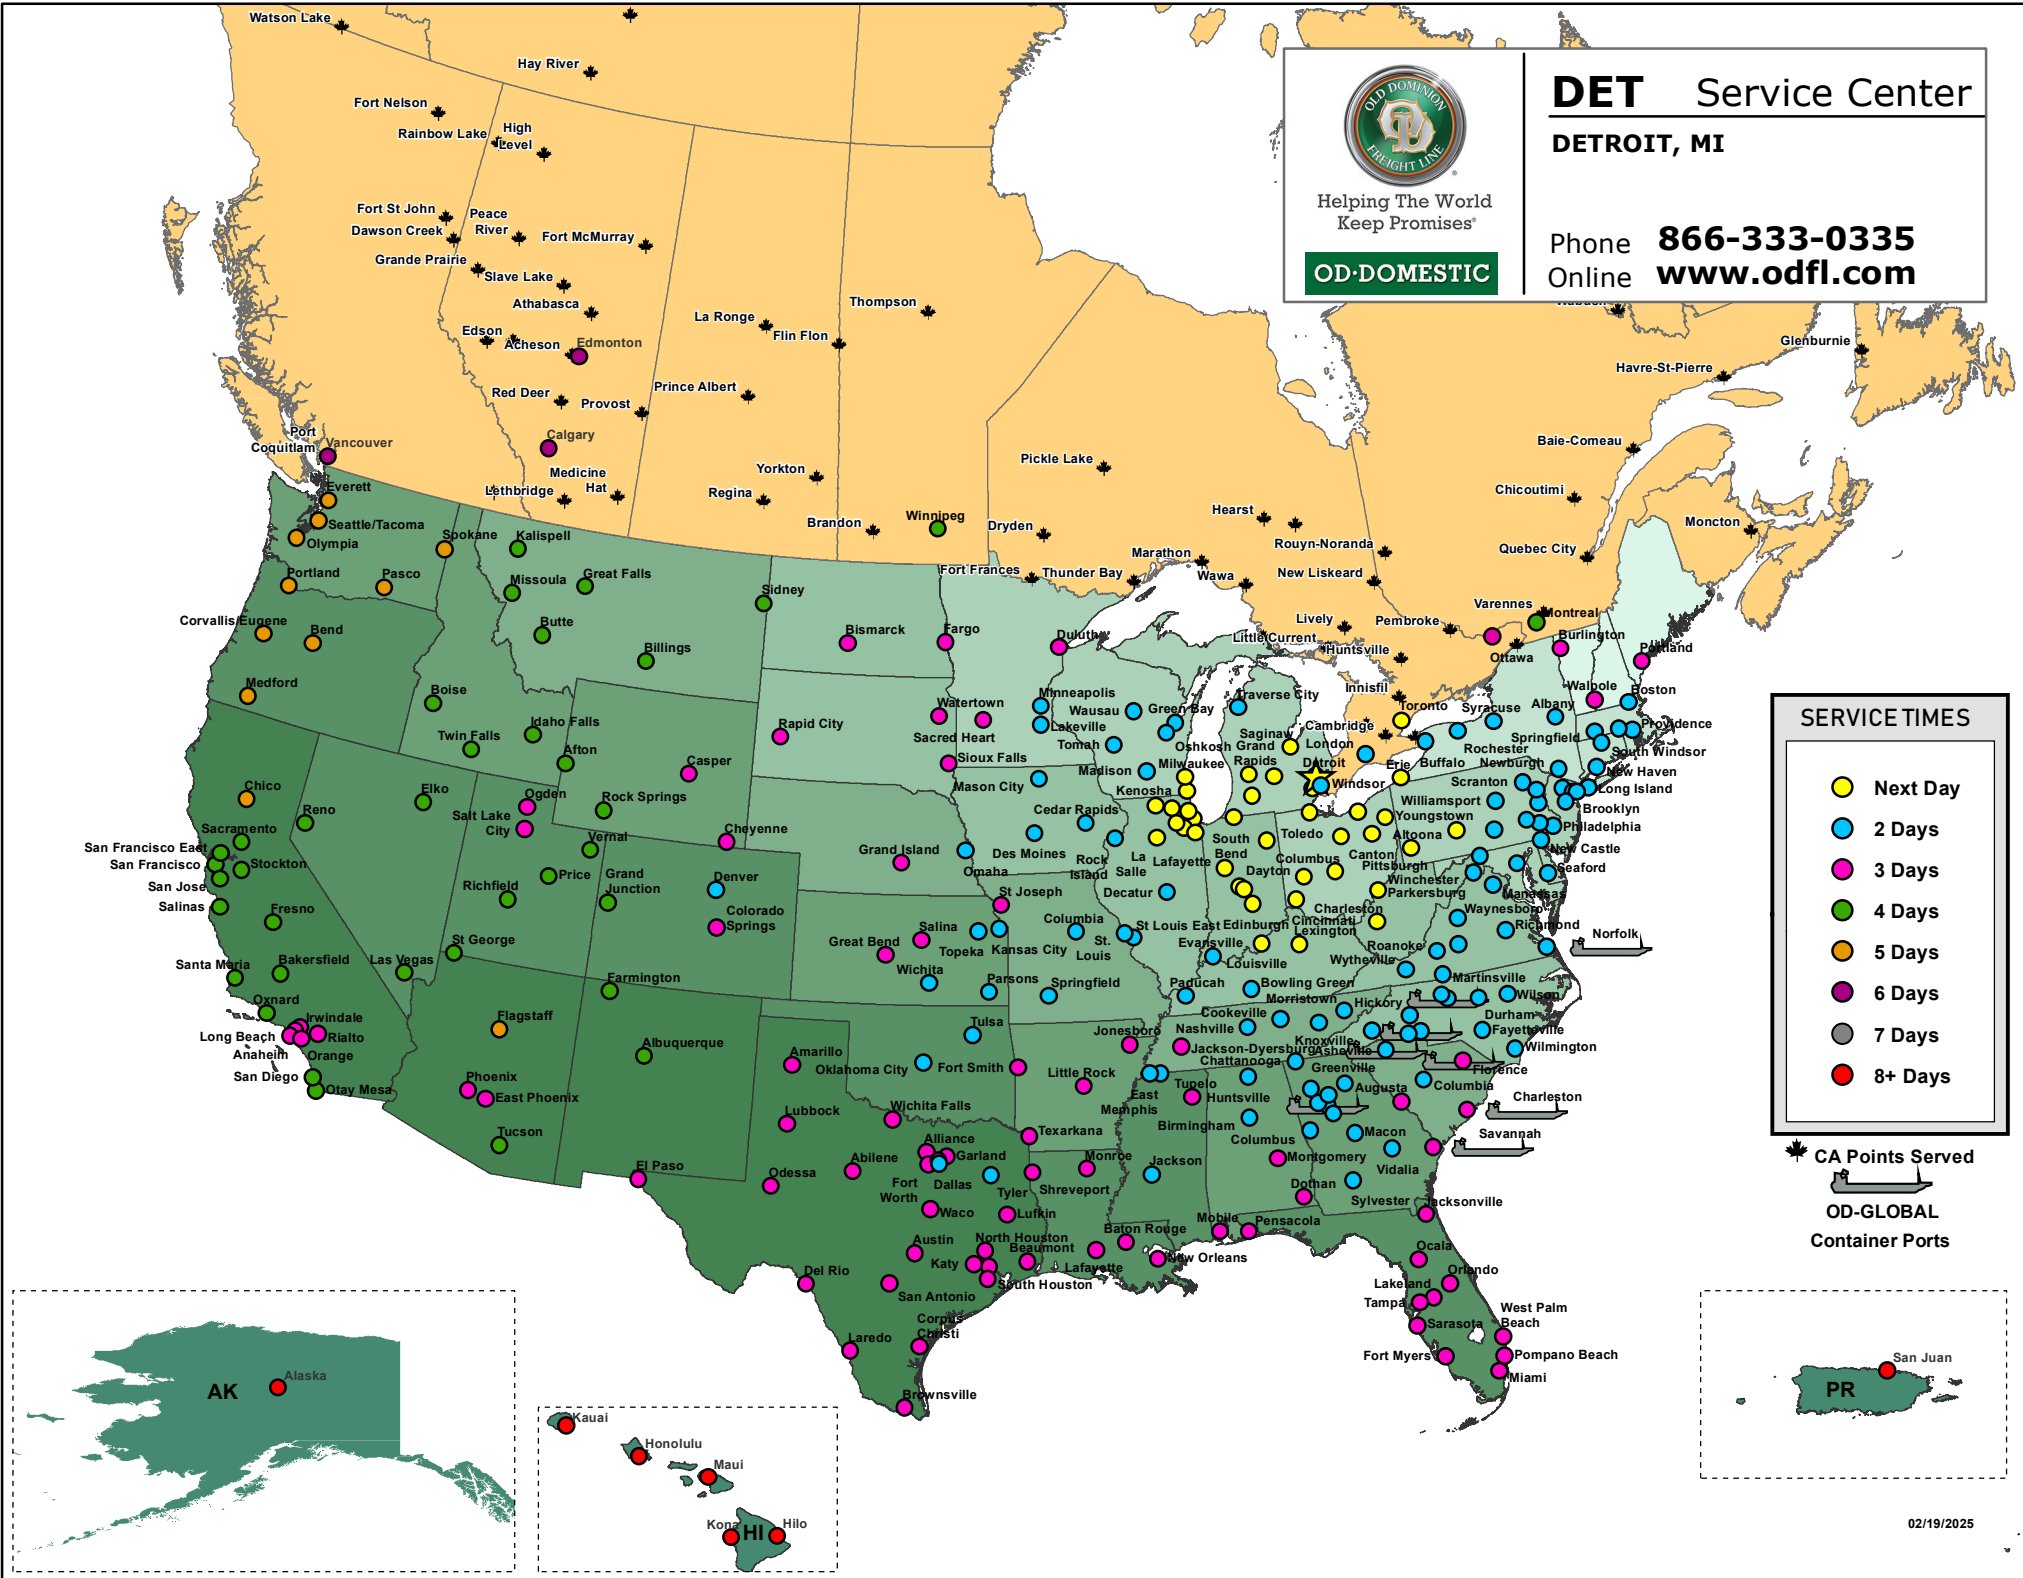 Watson Lake
Hay River
Fort Nelson
Rainbow Lake
High
Level
Fort St John
Dawson Creek
Peace
River
Fort McMurray
Grande Prairie
Slave Lake
Athabasca
Edson
Acheson
Edmonton
La Ronge
Flin Flon
Thompson
Red Deer
Provost
Prince Albert
Port
Coquitlam
Vancouver
Calgary
Medicine
Hat
Lethbridge
Yorkton
Regina
Brandon
Winnipeg
Pickle Lake
Dryden
Hearst
Rouyn-Noranda
Marathon
Fort Frances
Thunder Bay
Wawa
New Liskeard
Glenburnie
Havre-St-Pierre
Baie-Comeau
Chicoutimi
Moncton
Quebec City
Varennes
Montreal
Lively
Pembroke
Little Current
Huntsville
Ottawa
Innisfil
Toronto
Cambridge
London
Windsor
OLD DOMINION
FREIGHT LINE
Helping The World
Keep Promises®
OD·DOMESTIC
DET Service Center
DETROIT, MI
Phone 866-333-0335
Online www.odfl.com
Everett
Seattle/Tacoma
Olympia
Spokane
Portland
Pasco
Corvallis/Eugene
Bend
Medford
Kalispell
Missoula
Great Falls
Butte
Billings
Sidney
Boise
Twin Falls
Idaho Falls
Afton
Casper
Rock Springs
Cheyenne
Chico
Reno
Elko
Ogden
Salt Lake
City
Vernal
Price
Richfield
St George
Sacramento
San Francisco East
San Francisco
Stockton
San Jose
Salinas
Fresno
Santa Maria
Bakersfield
Las Vegas
Oxnard
Irwindale
Long Beach
Rialto
Anaheim
Orange
San Diego
Otay Mesa
Grand
Junction
Denver
Colorado
Springs
Farmington
Flagstaff
Albuquerque
Phoenix
East Phoenix
Tucson
El Paso
Bismarck
Fargo
Duluth
Rapid City
Watertown
Sacred Heart
Sioux Falls
Minneapolis
Lakeville
Wausau
Green Bay
Tomah
Oshkosh
Madison
Milwaukee
Kenosha
Mason City
Cedar Rapids
Des Moines
Rock
Island
La
Salle
Grand Island
Omaha
St Joseph
Salina
Great Bend
Topeka
Kansas City
Wichita
Parsons
Columbia
Springfield
St Louis East
St.
Louis
Decatur
Traverse City
Saginaw
Grand
Rapids
Detroit
South
Bend
Lafayette
Toledo
Columbus
Dayton
Canton
Youngstown
Edinburgh
Cincinnati
Evansville
Louisville
Lexington
Paducah
Bowling Green
Charleston
Parkersburg
Winchester
Pittsburgh
Altoona
Erie
Buffalo
Rochester
Syracuse
Albany
Burlington
Portland
Walpole
Boston
Providence
Springfield
South Windsor
New Haven
Newburgh
Long Island
Brooklyn
Scranton
Williamsport
Philadelphia
New Castle
Seaford
Manassas
Waynesboro
Richmond
Norfolk
Roanoke
Wytheville
Martinsville
Wilson
Durham
Fayetteville
Wilmington
Hickory
Morristown
Cookeville
Nashville
Knoxville
Asheville
Jackson-Dyersburg
Chattanooga
Jonesboro
Little Rock
Fort Smith
Tulsa
Oklahoma City
Amarillo
Lubbock
Wichita Falls
Texarkana
East
Memphis
Tupelo
Huntsville
Birmingham
Greenville
Augusta
Florence
Columbia
Charleston
Savannah
Macon
Columbus
Montgomery
Vidalia
Sylvester
Dothan
Alliance
Garland
Abilene
Odessa
Fort
Worth
Dallas
Tyler
Shreveport
Monroe
Jackson
Waco
Lufkin
Austin
North Houston
Beaumont
Katy
South Houston
San Antonio
Del Rio
Corpus
Christi
Laredo
Brownsville
Lafayette
Baton Rouge
New Orleans
Mobile
Pensacola
Jacksonville
Ocala
Orlando
Lakeland
Tampa
Sarasota
West Palm
Beach
Fort Myers
Pompano Beach
Miami
SERVICE TIMES
Next Day
2 Days
3 Days
4 Days
5 Days
6 Days
7 Days
8+ Days
CA Points Served
OD-GLOBAL
Container Ports
AK
Alaska
Kauai
Honolulu
Maui
Kona
HI
Hilo
San Juan
PR
02/19/2025